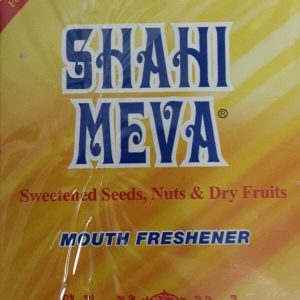 SHAHI
MEVA®
Sweetened Seeds, Nuts & Dry Fruits
MOUTH FRESHENER